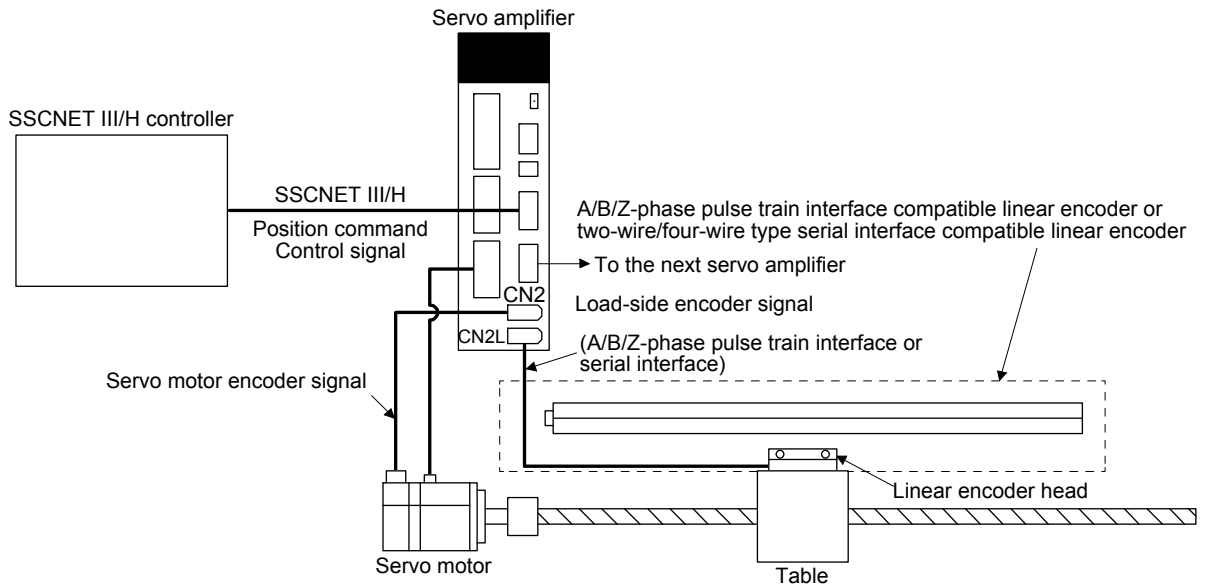 Servo amplifier
SSCNET III/H controller
SSCNET III/H
Position command
Control signal
A/B/Z-phase pulse train interface compatible linear encoder or
two-wire/four-wire type serial interface compatible linear encoder
To the next servo amplifier
CN2
Load-side encoder signal
CN2L
(A/B/Z-phase pulse train interface or
serial interface)
Servo motor encoder signal
Linear encoder head
Servo motor
Table